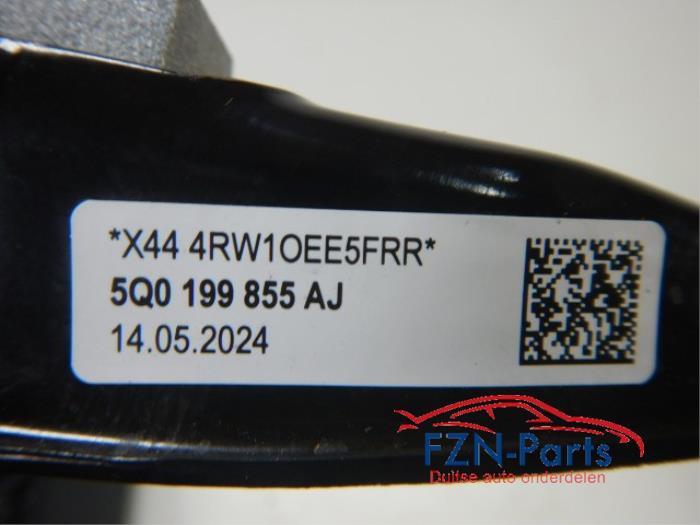 *X44 4RW1OEE5FRR*
5Q0 199 855 AJ
14.05.2024
FZN-Parts
Duitse auto onderdelen